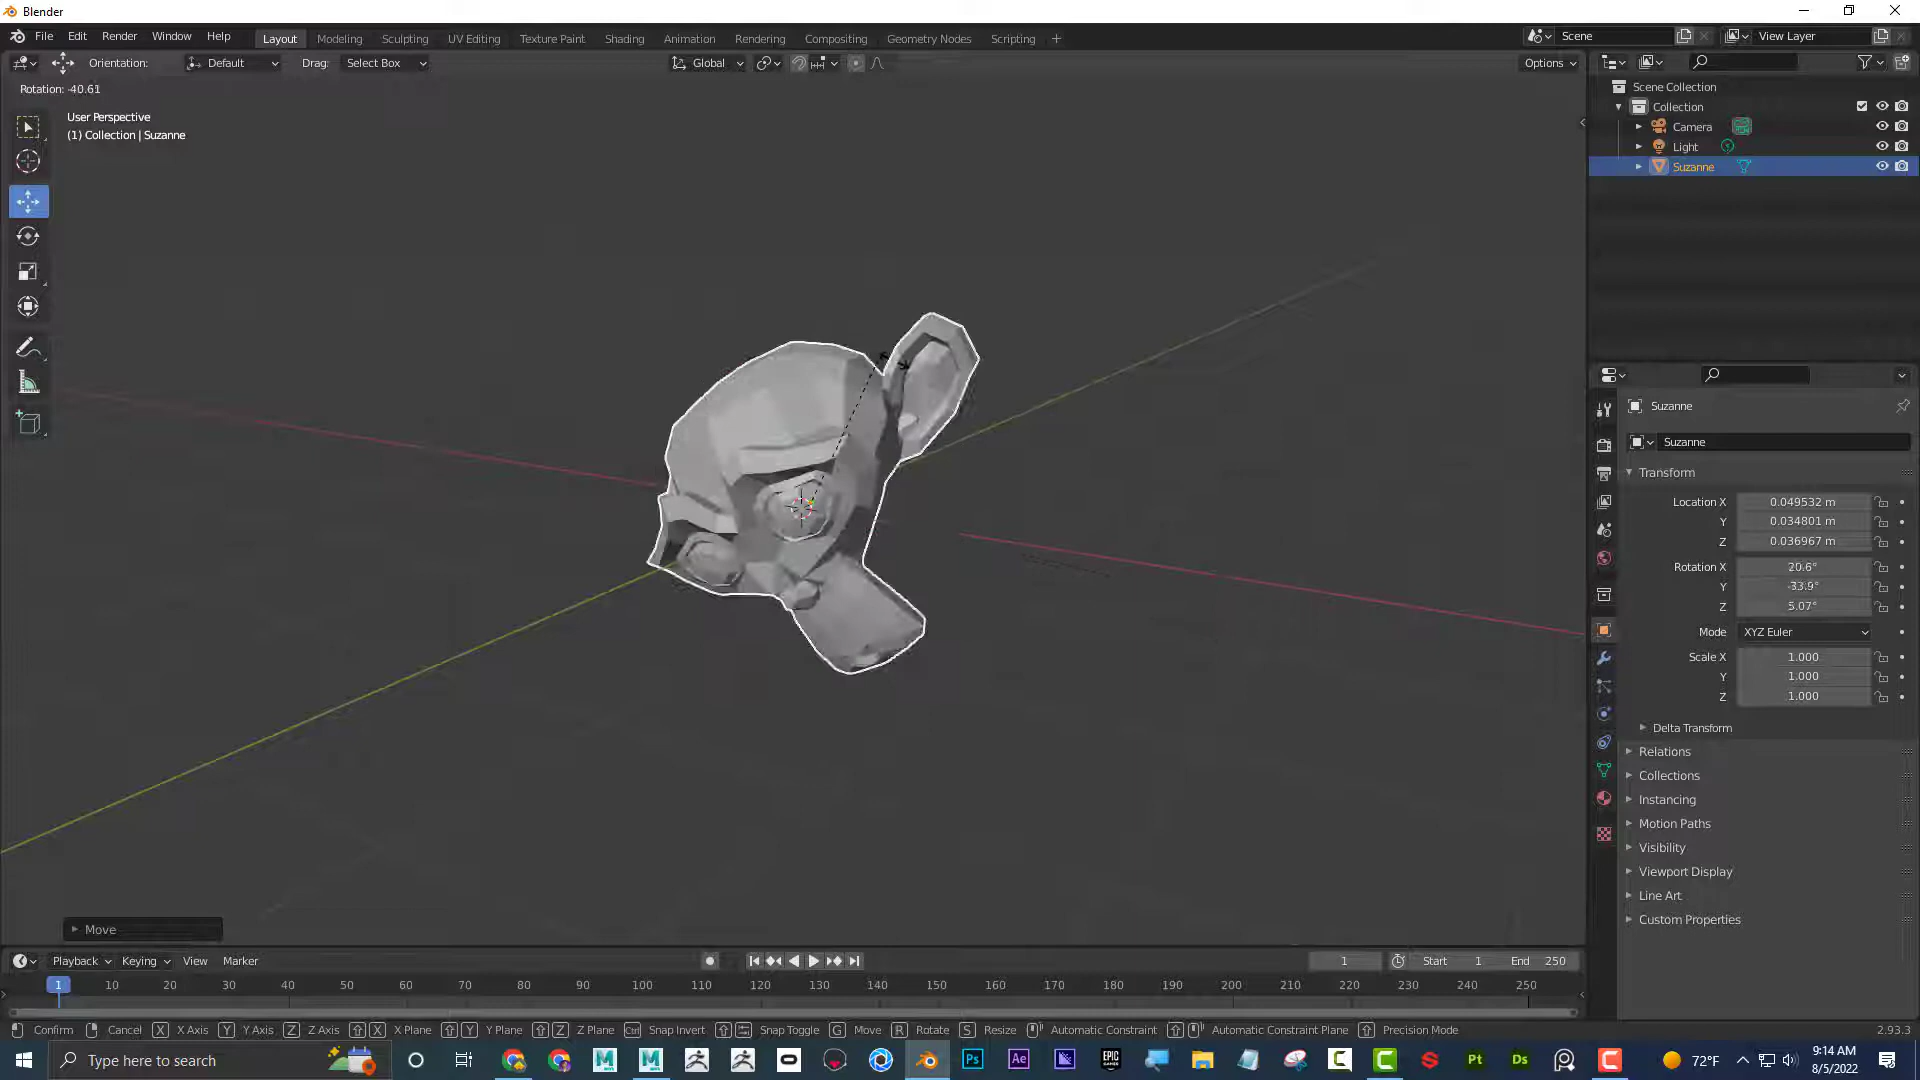 Blender
File Edit Render Window Help
Layout Modeling Sculpting UV Editing Texture Paint Shading Animation Rendering Compositing Geometry Nodes Scripting +
Scene
View Layer
Orientation: Default Drag: Select Box
Global
Options
Rotation: -40.61
User Perspective
(1) Collection | Suzanne
Scene Collection
Collection
Camera
Light
Suzanne
Suzanne
Suzanne
Transform
Location X 0.049532 m
Y 0.034801 m
Z 0.036967 m
Rotation X 20.6°
Y -33.9°
Z 5.07°
Mode XYZ Euler
Scale X 1.000
Y 1.000
Z 1.000
Delta Transform
Relations
Collections
Instancing
Motion Paths
Visibility
Viewport Display
Line Art
Custom Properties
Move
Playback Keying View Marker
1 Start 1 End 250
1 10 20 30 40 50 60 70 80 90 100 110 120 130 140 150 160 170 180 190 200 210 220 230 240 250
Confirm Cancel X X Axis Y Y Axis Z Z Axis X X Plane Y Y Plane Z Z Plane Ctrl Snap Invert Snap Toggle G Move R Rotate S Resize Automatic Constraint Automatic Constraint Plane Precision Mode 2.93.3
Type here to search
Ps Ae EPIC GAMES Pt Ds
72°F
9:14 AM
8/5/2022